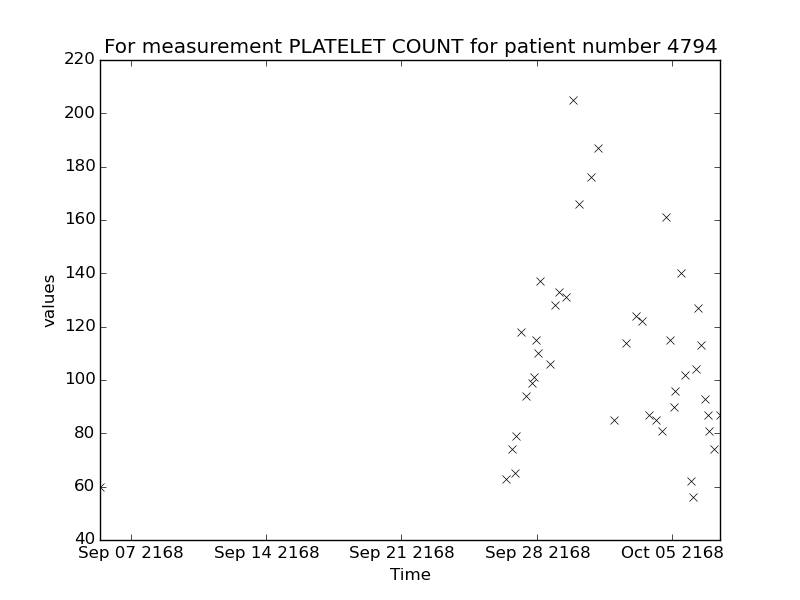 For measurement PLATELET COUNT for patient number 4794
220
200
180
160
140
120
100
80
60
40
values
Sep 07 2168 Sep 14 2168 Sep 21 2168 Sep 28 2168 Oct 05 2168
Time